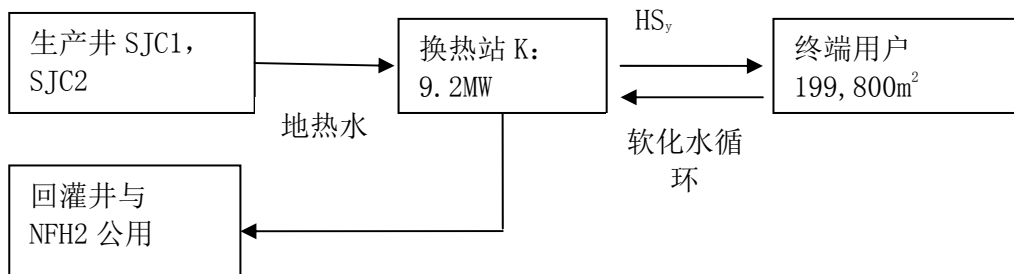 生产井 SJC1，
SJC2
地热水
换热站 K：
9.2MW
HSy
软化水循
环
终端用户
199,800m²
回灌井与
NFH2 公用